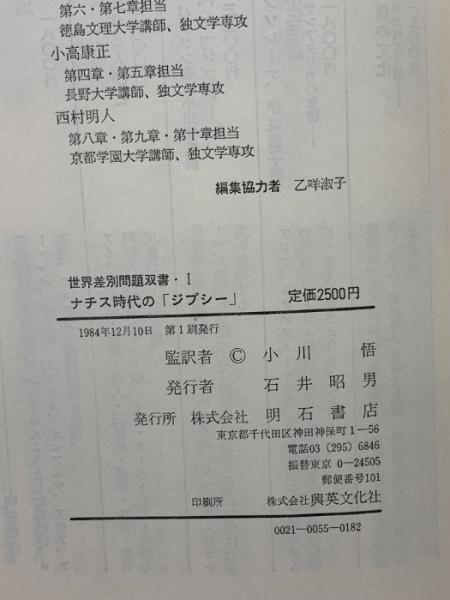 第六・第七章担当
徳島文理大学講師、独文学専攻
小高康正
第四章・第五章担当
長野大学講師、独文学専攻
西村明人
第八章・第九章・第十章担当
京都学園大学講師、独文学専攻
編集協力者 乙咩淑子
世界差別問題双書・Ⅰ
ナチス時代の「ジプシー」 定価2500円
1984年12月10日 第1刷発行
監訳者 © 小川 悟
発行者 石井昭男
発行所 株式会社 明石書店
東京都千代田区神田神保町1―56
電話03 (295) 6846
振替東京 0―24505
郵便番号101
印刷所 株式会社 興英文化社
0021―0055―0182